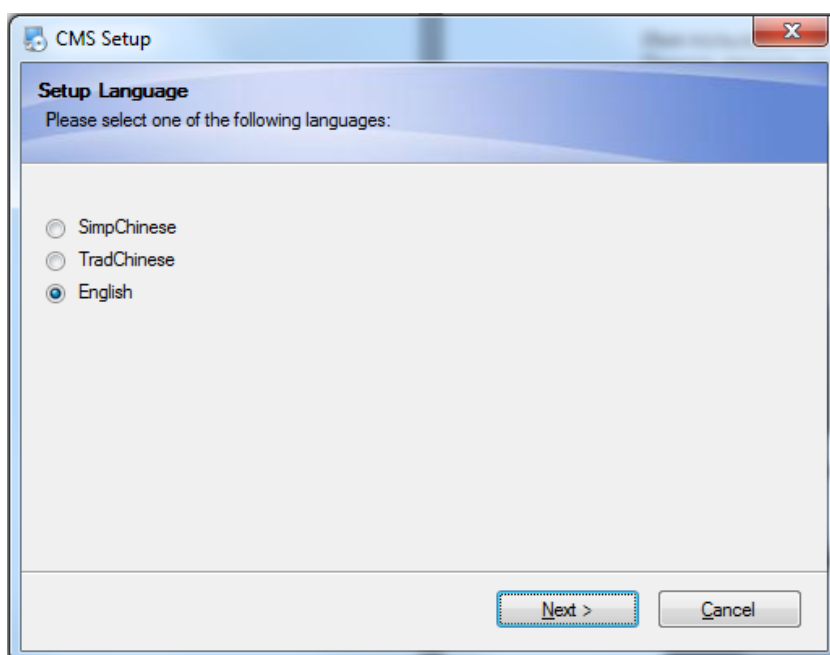 CMS Setup
Setup Language
Please select one of the following languages:
SimpChinese
TradChinese
English
Next >
Cancel